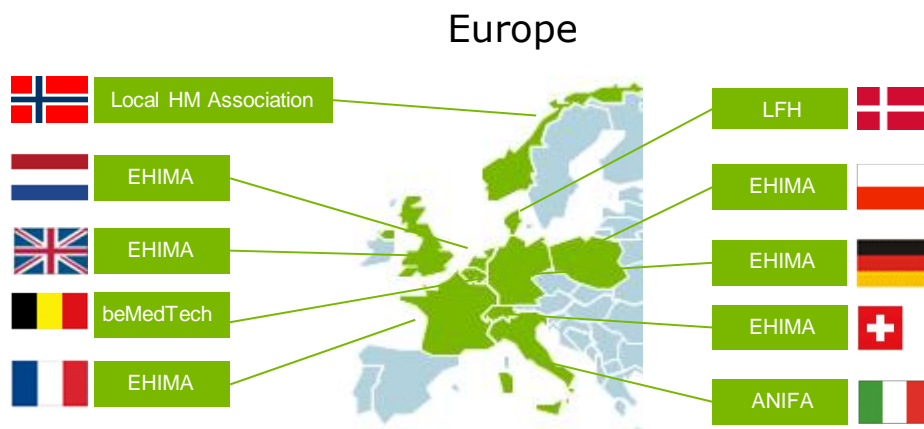 Europe
Local HM Association
EHIMA
EHIMA
beMedTech
EHIMA
LFH
EHIMA
EHIMA
EHIMA
ANIFA